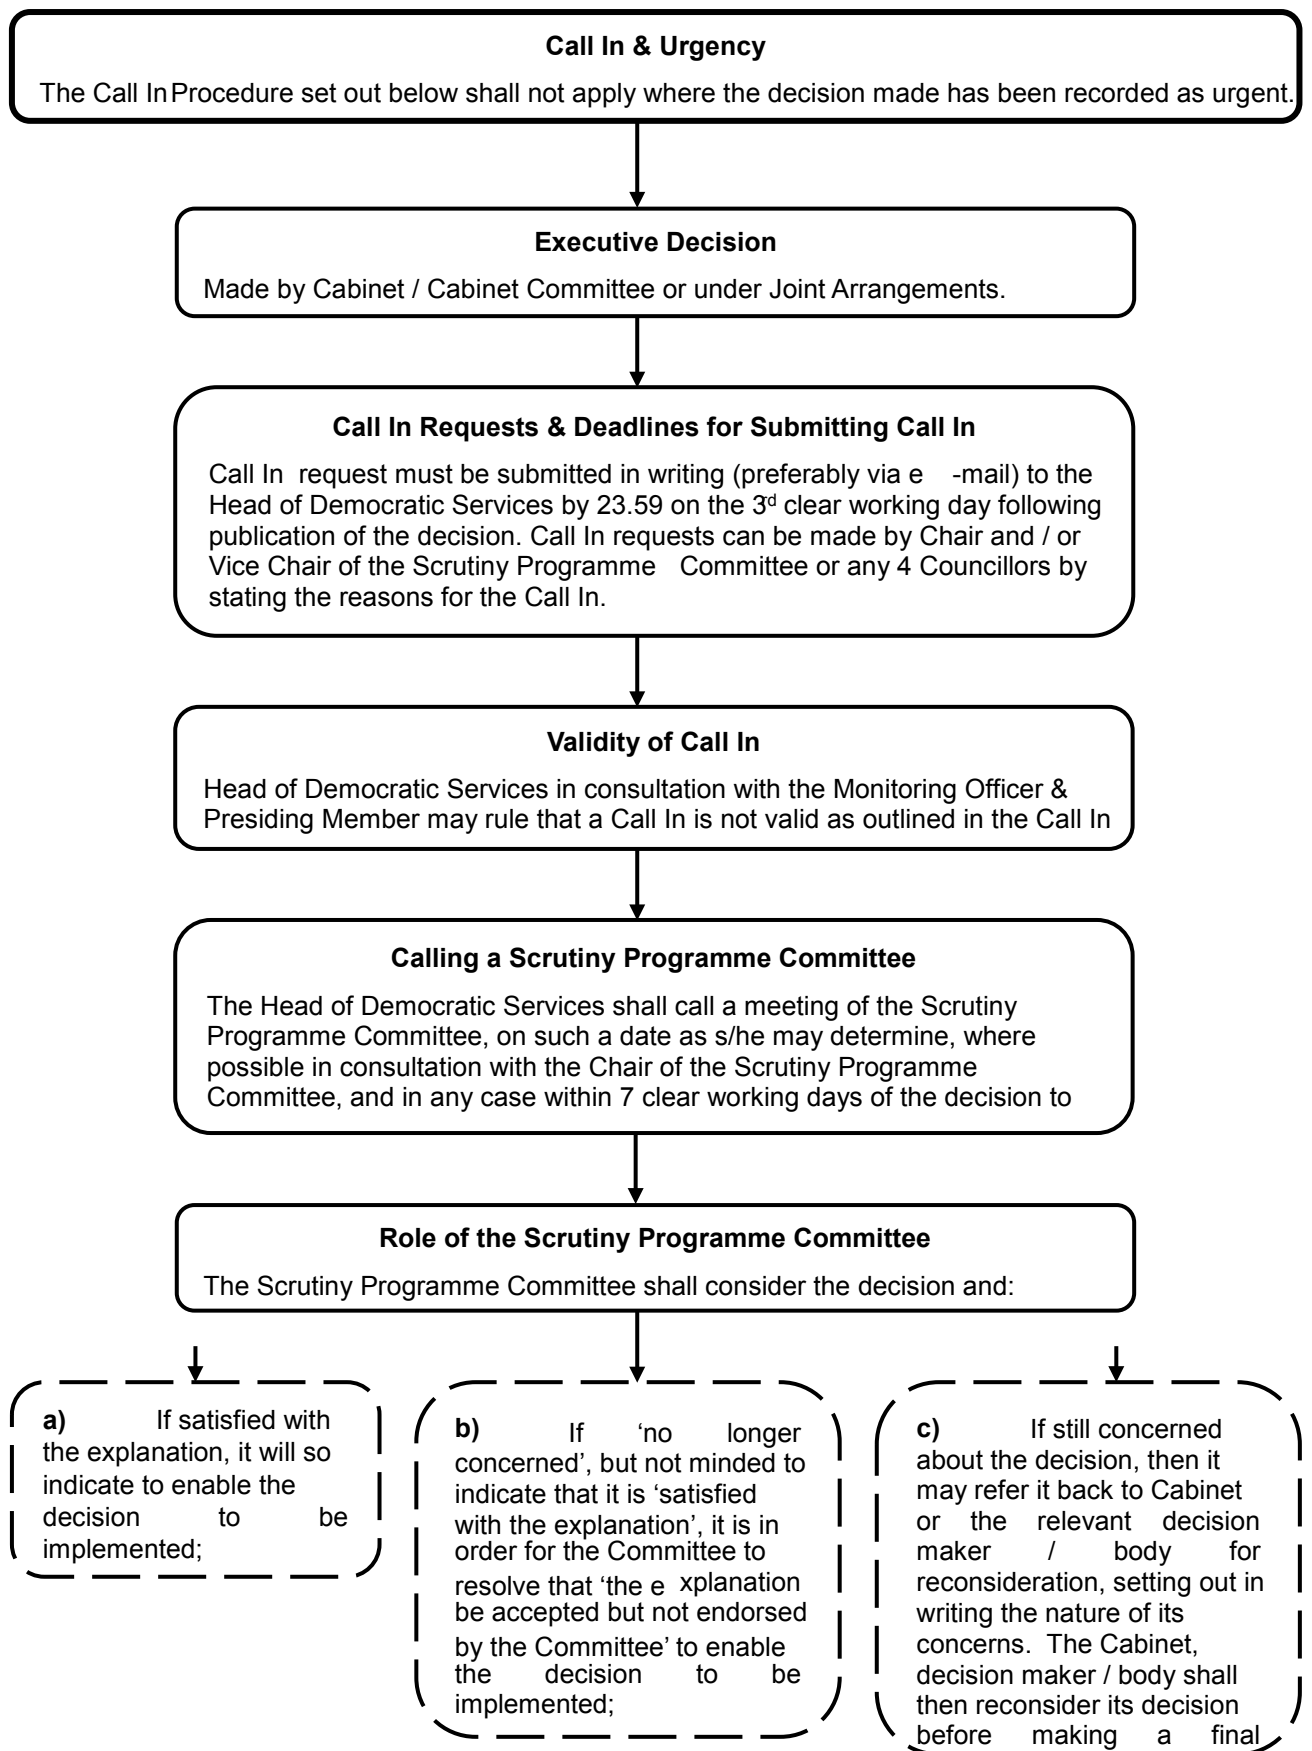 Call In & Urgency
The Call In Procedure set out below shall not apply where the decision made has been recorded as urgent.
Executive Decision
Made by Cabinet / Cabinet Committee or under Joint Arrangements.
Call In Requests & Deadlines for Submitting Call In
Call In request must be submitted in writing (preferably via e -mail) to the
Head of Democratic Services by 23.59 on the 3rd clear working day following
publication of the decision. Call In requests can be made by Chair and / or
Vice Chair of the Scrutiny Programme Committee or any 4 Councillors by
stating the reasons for the Call In.
Validity of Call In
Head of Democratic Services in consultation with the Monitoring Officer &
Presiding Member may rule that a Call In is not valid as outlined in the Call In
Calling a Scrutiny Programme Committee
The Head of Democratic Services shall call a meeting of the Scrutiny
Programme Committee, on such a date as s/he may determine, where
possible in consultation with the Chair of the Scrutiny Programme
Committee, and in any case within 7 clear working days of the decision to
Role of the Scrutiny Programme Committee
The Scrutiny Programme Committee shall consider the decision and:
a) If satisfied with
the explanation, it will so
indicate to enable the
decision to be
implemented;
b) If ‘no longer
concerned’, but not minded to
indicate that it is ‘satisfied
with the explanation’, it is in
order for the Committee to
resolve that ‘the e xplanation
be accepted but not endorsed
by the Committee’ to enable
the decision to be
implemented;
c) If still concerned
about the decision, then it
may refer it back to Cabinet
or the relevant decision
maker / body for
reconsideration, setting out in
writing the nature of its
concerns. The Cabinet,
decision maker / body shall
then reconsider its decision
before making a final